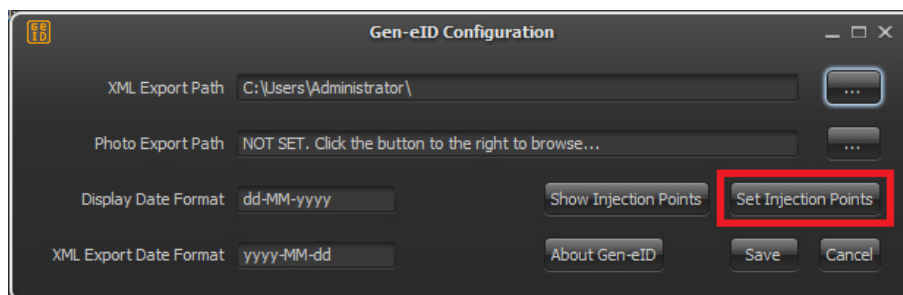 Ge
ID
Gen-eID Configuration
XML Export Path C:\Users\Administrator\ ...
Photo Export Path NOT SET. Click the button to the right to browse... ...
Display Date Format dd-MM-yyyy Show Injection Points Set Injection Points
XML Export Date Format yyyy-MM-dd About Gen-eID Save Cancel